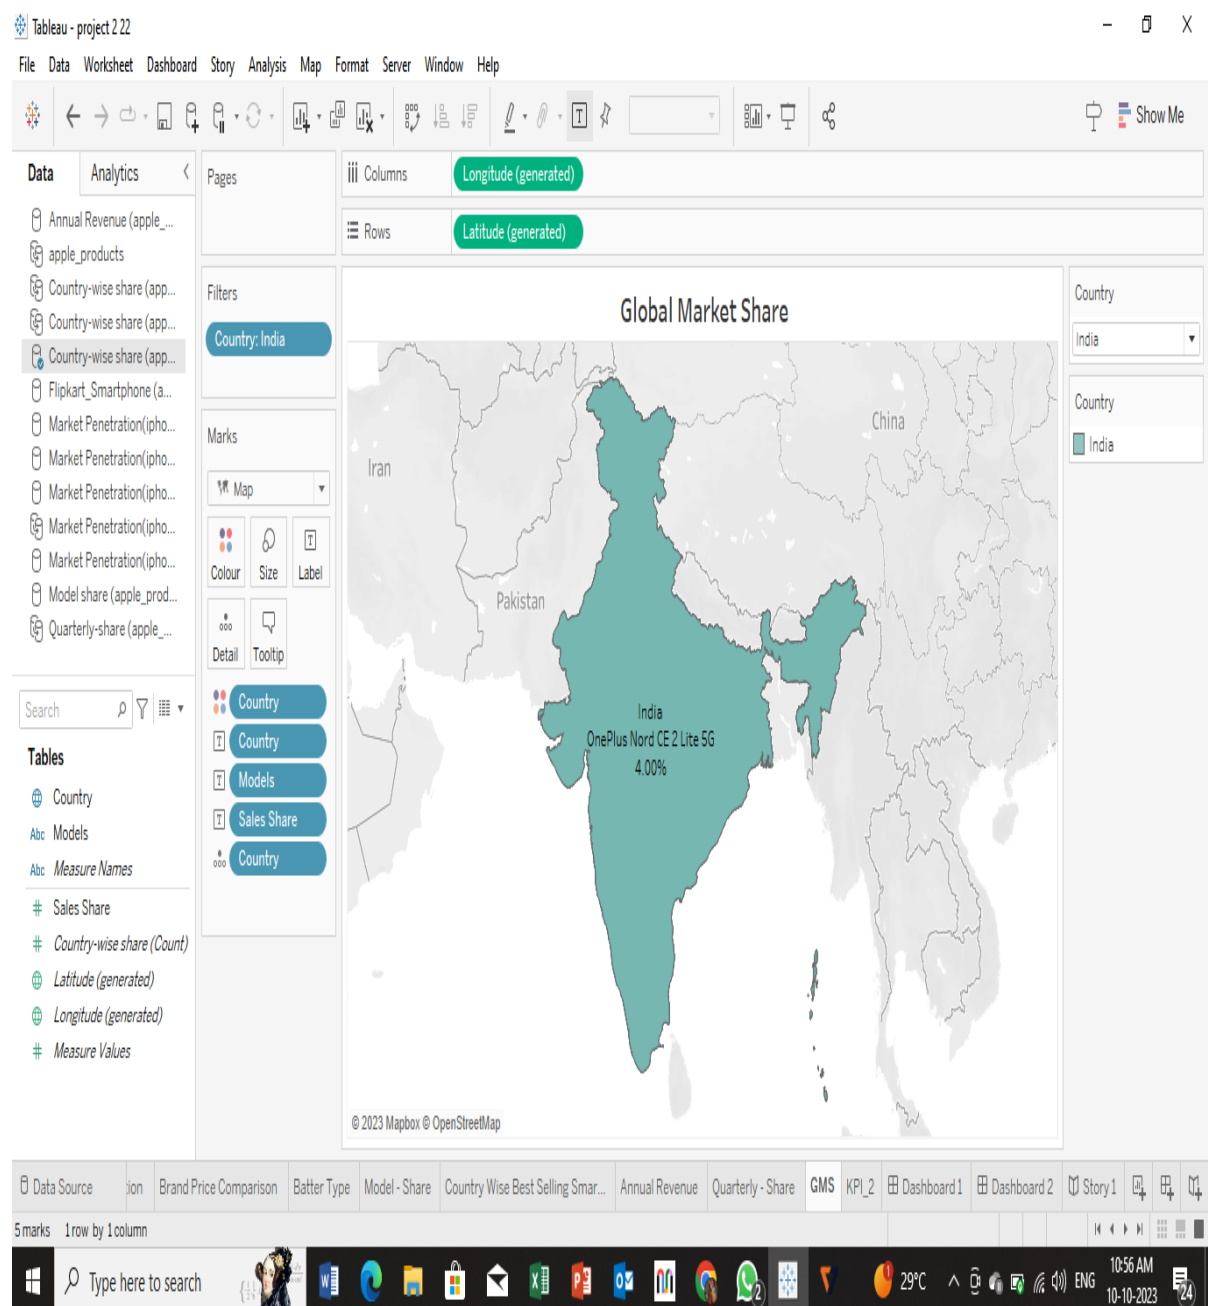 Tableau - project 2 22
File Data Worksheet Dashboard Story Analysis Map Format Server Window Help
Show Me
Data Analytics
Annual Revenue (apple_...
apple_products
Country-wise share (app...
Country-wise share (app...
Country-wise share (app...
Flipkart_Smartphone (a...
Market Penetration(ipho...
Market Penetration(ipho...
Market Penetration(ipho...
Market Penetration(ipho...
Market Penetration(ipho...
Model share (apple_prod...
Quarterly-share (apple_...
Search
Tables
Country
Abc Models
Abc Measure Names
Sales Share
Country-wise share (Count)
Latitude (generated)
Longitude (generated)
Measure Values
Pages
Filters
Country: India
Marks
Map
Colour Size Label
Detail Tooltip
Country
Country
Models
Sales Share
Country
Columns Longitude (generated)
Rows Latitude (generated)
Global Market Share
China
Iran
Pakistan
India
OnePlus Nord CE 2 Lite 5G
4.00%
© 2023 Mapbox © OpenStreetMap
Country
India
Country
India
Data Source tion Brand Price Comparison Batter Type Model - Share Country Wise Best Selling Smar... Annual Revenue Quarterly - Share GMS KPI_2 Dashboard 1 Dashboard 2 Story 1
5 marks 1 row by 1 column
Type here to search
2
29°C
ENG
10:56 AM
10-10-2023
24